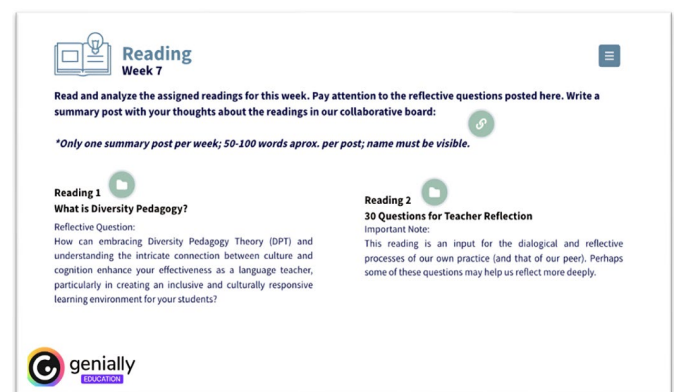 Reading
Week 7
Read and analyze the assigned readings for this week. Pay attention to the reflective questions posted here. Write a
summary post with your thoughts about the readings in our collaborative board:
*Only one summary post per week; 50-100 words aprox. per post; name must be visible.
Reading 1
What is Diversity Pedagogy?
Reflective Question:
How can embracing Diversity Pedagogy Theory (DPT) and
understanding the intricate connection between culture and
cognition enhance your effectiveness as a language teacher,
particularly in creating an inclusive and culturally responsive
learning environment for your students?
Reading 2
30 Questions for Teacher Reflection
Important Note:
This reading is an input for the dialogical and reflective
processes of our own practice (and that of our peer). Perhaps
some of these questions may help us reflect more deeply.
genially
EDUCATION